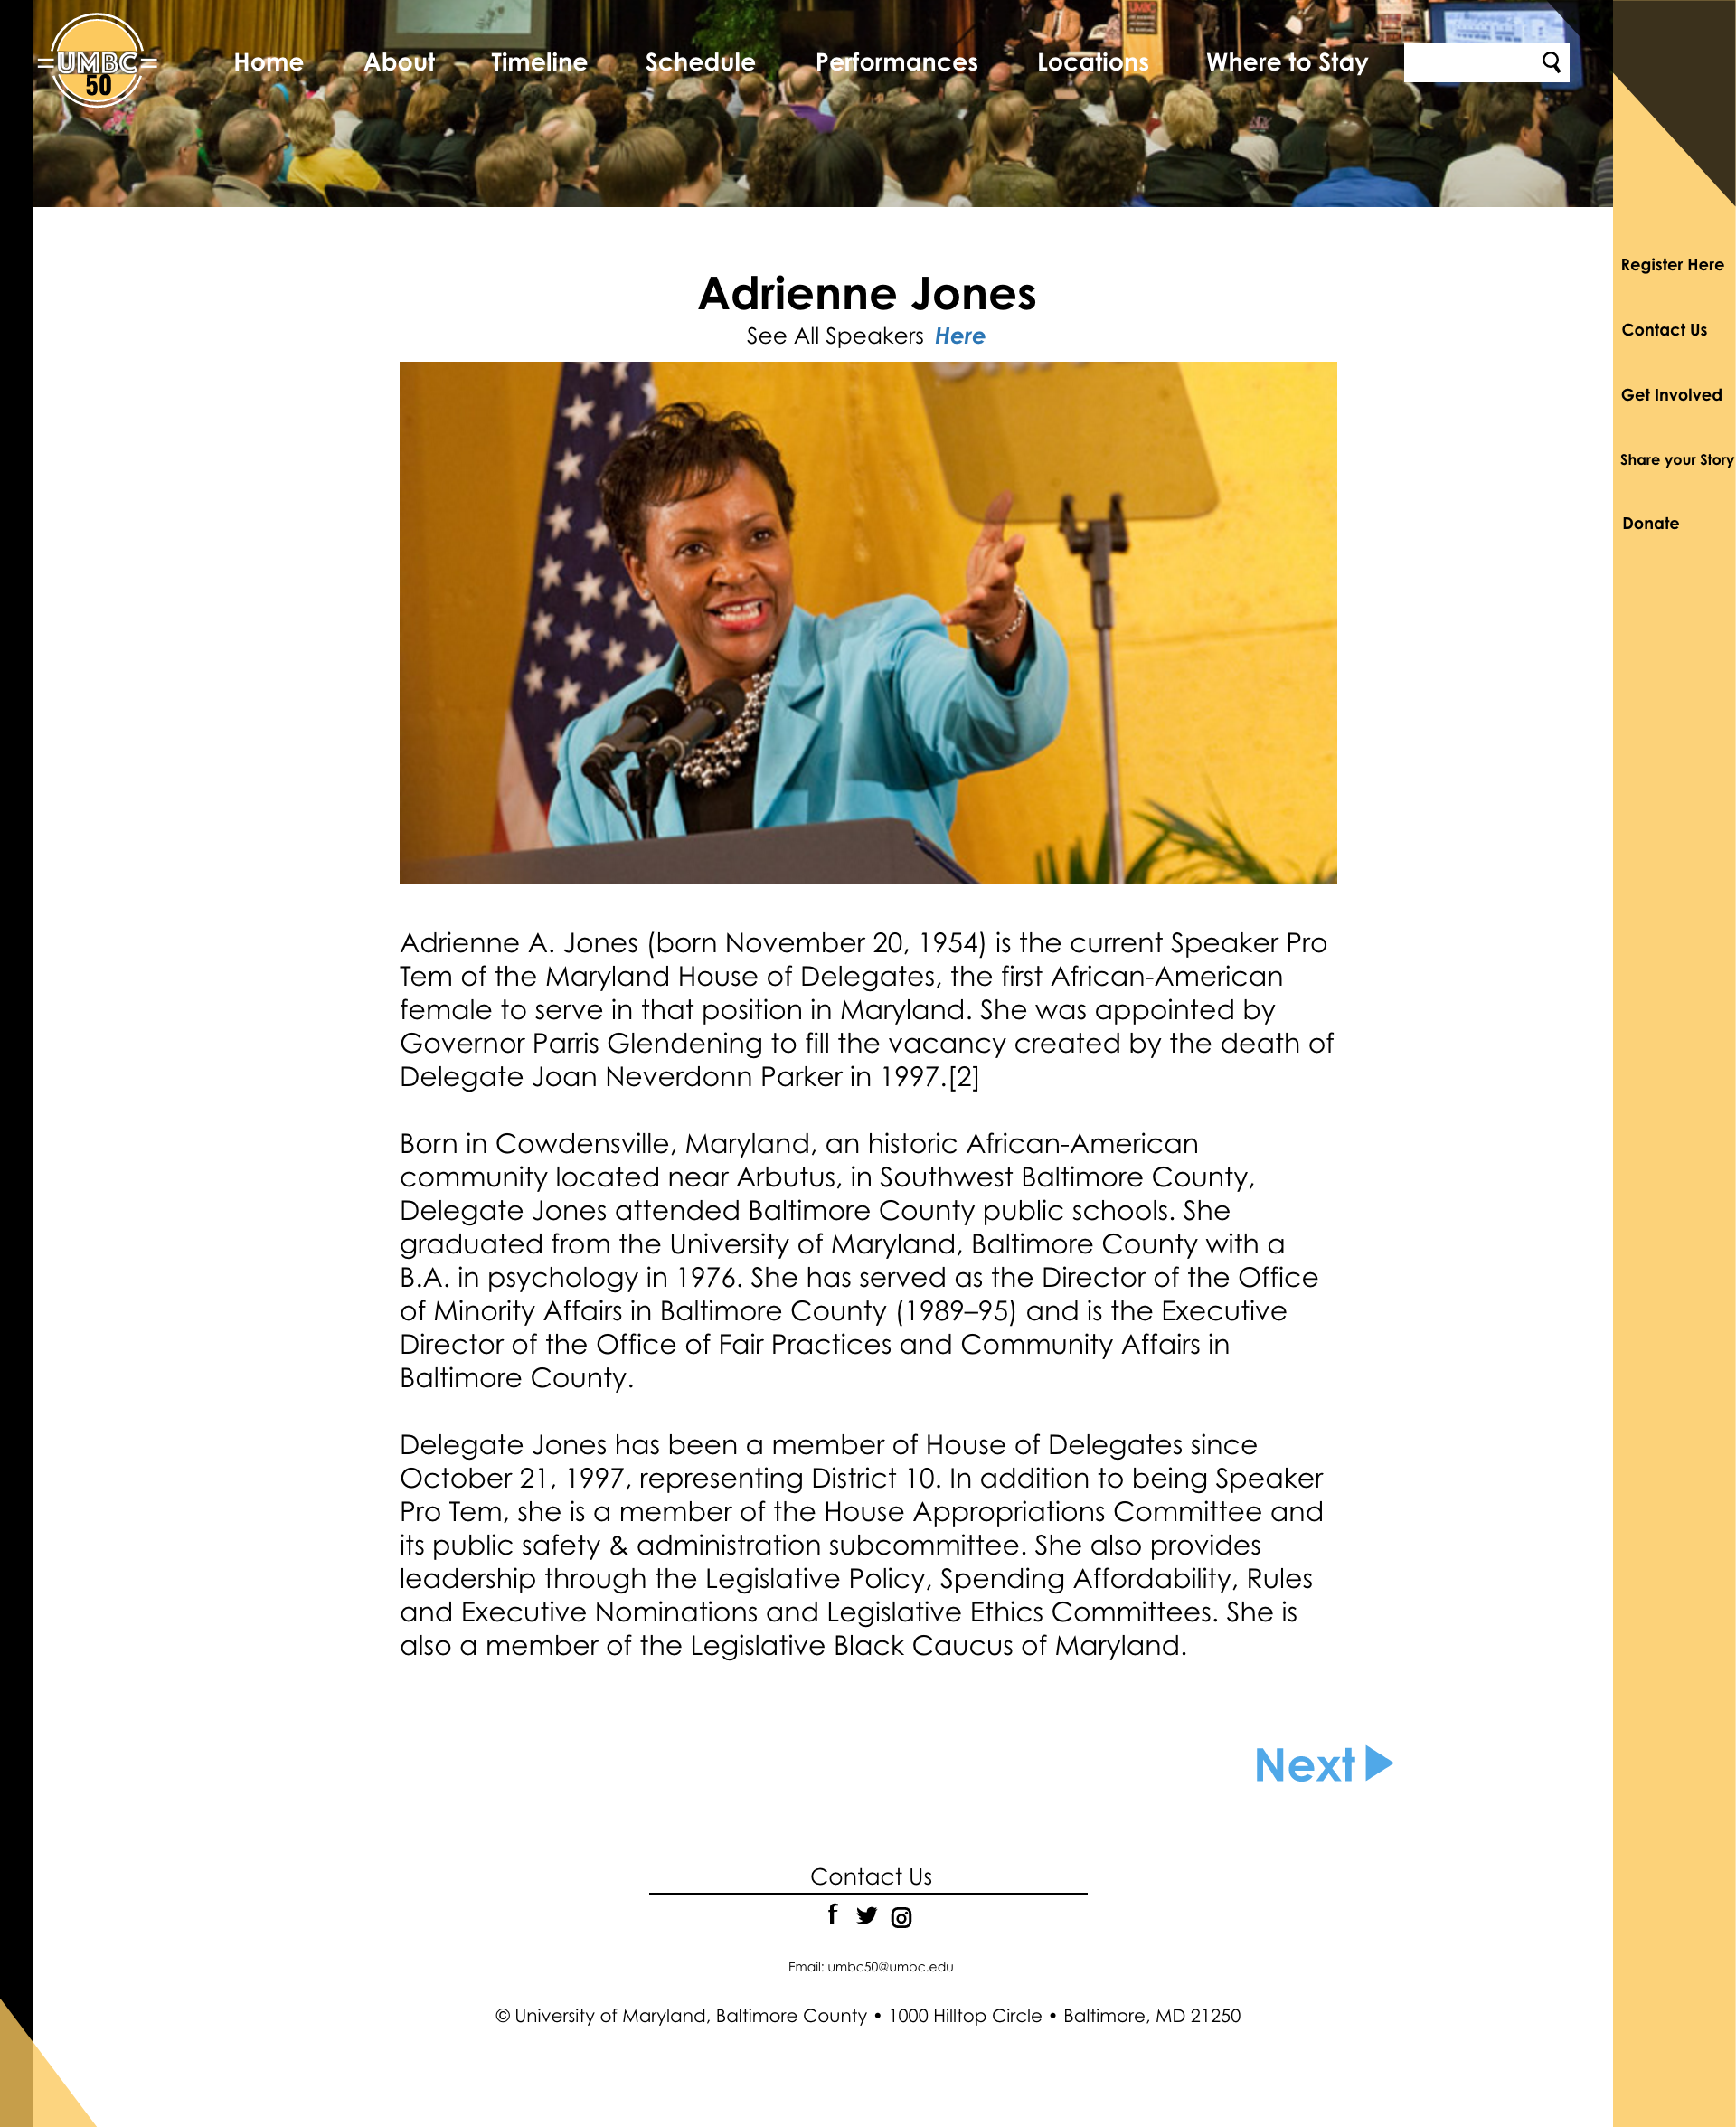 UMBC
50
Home About Timeline Schedule Performances Locations Where to Stay
UMBC
Register Here
Contact Us
Get Involved
Share your Story
Donate
Adrienne Jones
See All Speakers Here
Adrienne A. Jones (born November 20, 1954) is the current Speaker Pro
Tem of the Maryland House of Delegates, the first African-American
female to serve in that position in Maryland. She was appointed by
Governor Parris Glendening to fill the vacancy created by the death of
Delegate Joan Neverdonn Parker in 1997.[2]
Born in Cowdensville, Maryland, an historic African-American
community located near Arbutus, in Southwest Baltimore County,
Delegate Jones attended Baltimore County public schools. She
graduated from the University of Maryland, Baltimore County with a
B.A. in psychology in 1976. She has served as the Director of the Office
of Minority Affairs in Baltimore County (1989–95) and is the Executive
Director of the Office of Fair Practices and Community Affairs in
Baltimore County.
Delegate Jones has been a member of House of Delegates since
October 21, 1997, representing District 10. In addition to being Speaker
Pro Tem, she is a member of the House Appropriations Committee and
its public safety & administration subcommittee. She also provides
leadership through the Legislative Policy, Spending Affordability, Rules
and Executive Nominations and Legislative Ethics Committees. She is
also a member of the Legislative Black Caucus of Maryland.
Next
Contact Us
Email: umbc50@umbc.edu
© University of Maryland, Baltimore County • 1000 Hilltop Circle • Baltimore, MD 21250